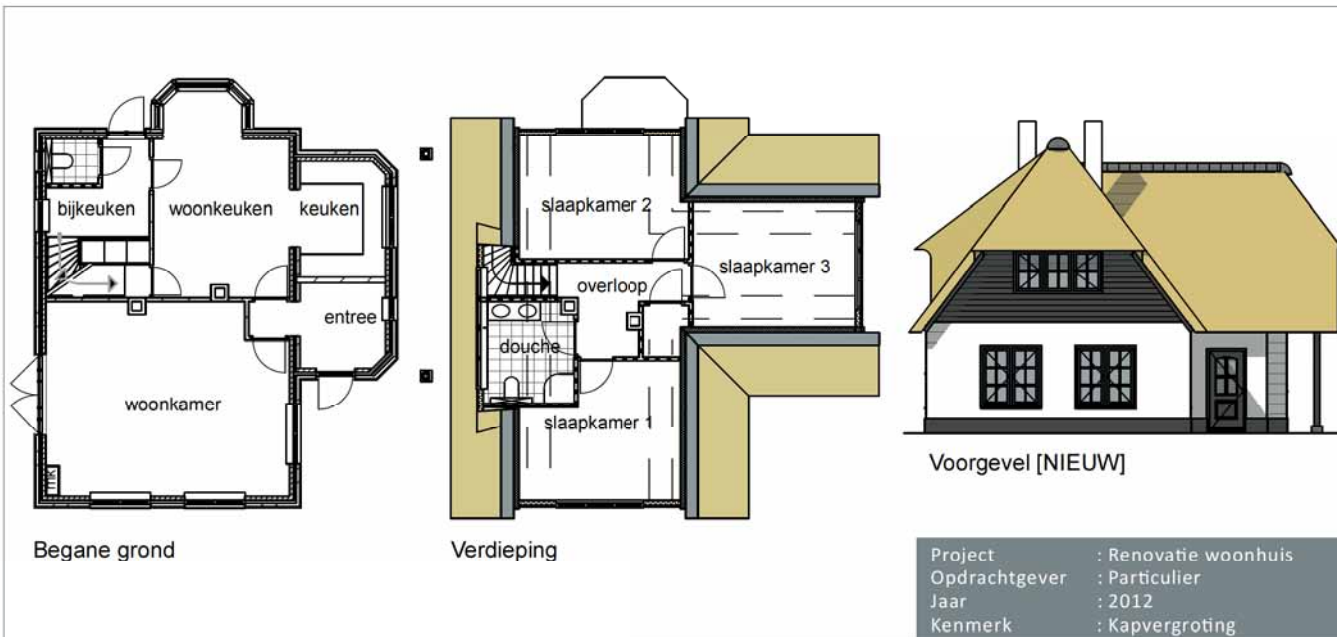 bijkeuken
woonkeuken
keuken
entree
woonkamer
mk
Begane grond
slaapkamer 2
slaapkamer 3
overloop
douche
slaapkamer 1
Verdieping
Voorgevel [NIEUW]
Project : Renovatie woonhuis
Opdrachtgever : Particulier
Jaar : 2012
Kenmerk : Kapvergroting